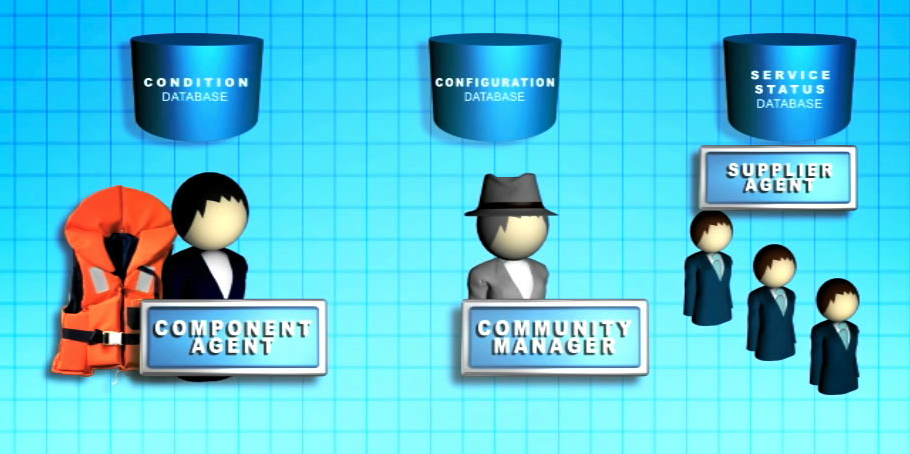 CONDITION
DATABASE
CONFIGURATION
DATABASE
SERVICE
STATUS
DATABASE
SUPPLIER
AGENT
COMPONENT
AGENT
COMMUNITY
MANAGER